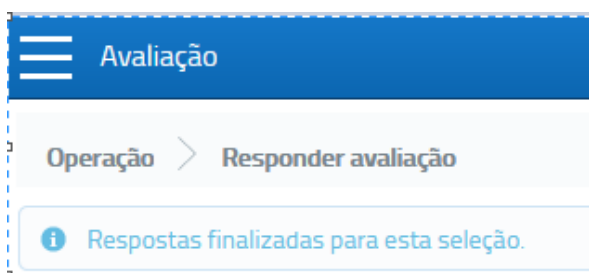 Avaliação
Operação > Responder avaliação
Respostas finalizadas para esta seleção.